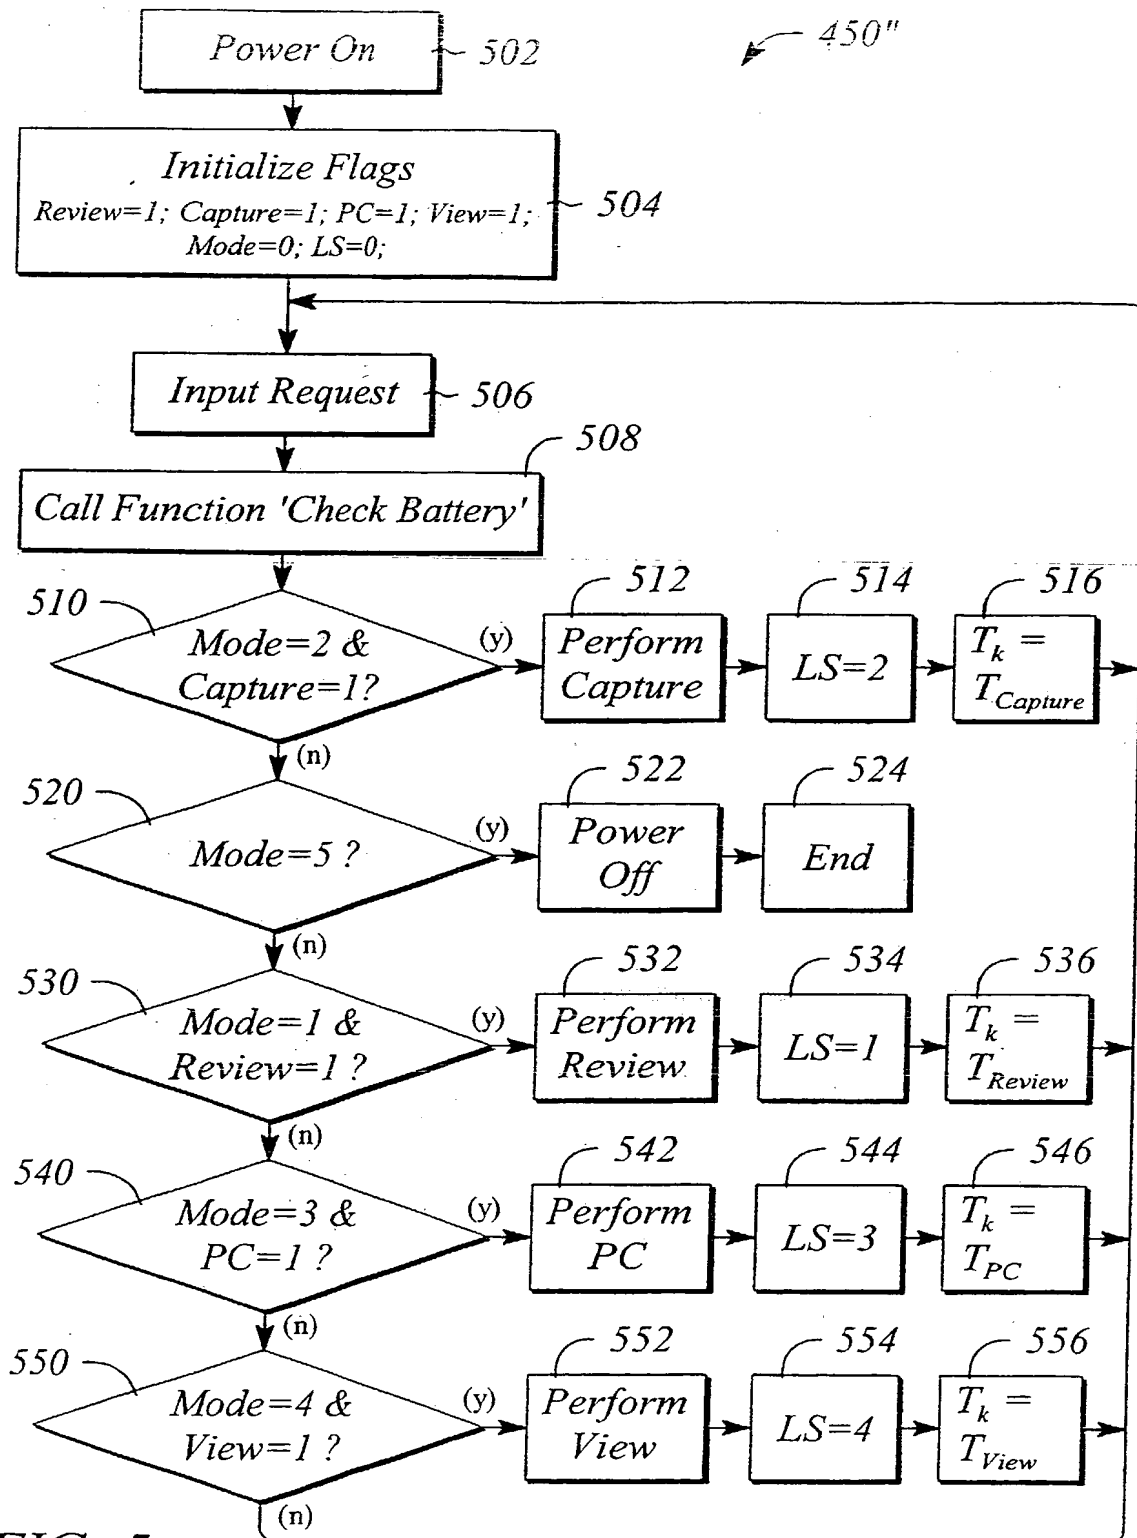 Power On
502
450"
Initialize Flags
Review=1; Capture=1; PC=1; View=1;
Mode=0; LS=0;
504
Input Request
506
508
Call Function 'Check Battery'
510
Mode=2 &
Capture=1?
(y)
(n)
512
Perform
Capture
514
LS=2
516
Tk =
TCapture
520
Mode=5 ?
(y)
(n)
522
Power
Off
524
End
530
Mode=1 &
Review=1 ?
(y)
(n)
532
Perform
Review
534
LS=1
536
Tk =
TReview
540
Mode=3 &
PC=1 ?
(y)
(n)
542
Perform
PC
544
LS=3
546
Tk =
TPC
550
Mode=4 &
View=1 ?
(y)
(n)
552
Perform
View
554
LS=4
556
Tk =
TView